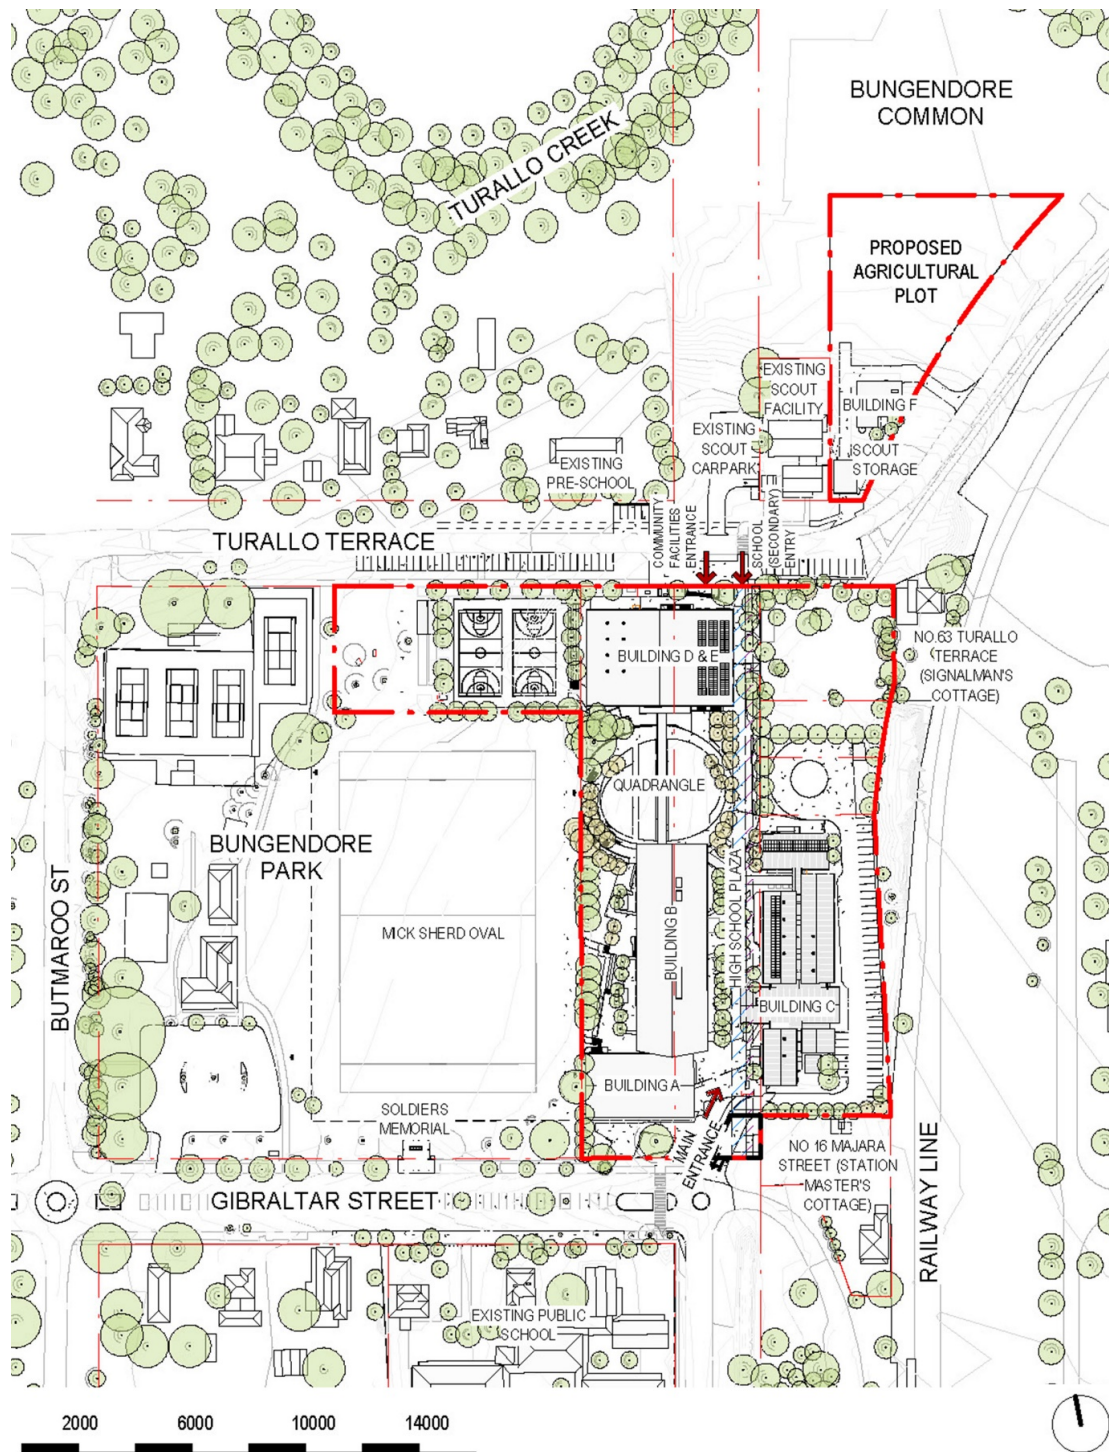 BUNGENDORE
COMMON
TURALLO CREEK
PROPOSED
AGRICULTURAL
PLOT
EXISTING
SCOUT
FACILITY
BUILDING F
EXISTING
SCOUT
CARPARK
SCOUT
STORAGE
EXISTING
PRE-SCHOOL
COMMUNITY
FACILITIES
ENTRANCE
SCHOOL
(SECONDARY)
ENTRY
TURALLO TERRACE
BUILDING D & E
NO.63 TURALLO
TERRACE
(SIGNALMAN'S
COTTAGE)
QUADRANGLE
BUNGENDORE
PARK
MICK SHERD OVAL
BUTMAROO ST
BUILDING B
HIGH SCHOOL PLAZA
BUILDING C
BUILDING A
SOLDIERS
MEMORIAL
MAIN
ENTRANCE
NO 16 MAJARA
STREET (STATION
MASTER'S
COTTAGE)
GIBRALTAR STREET
RAILWAY LINE
EXISTING PUBLIC
SCHOOL
2000 6000 10000 14000